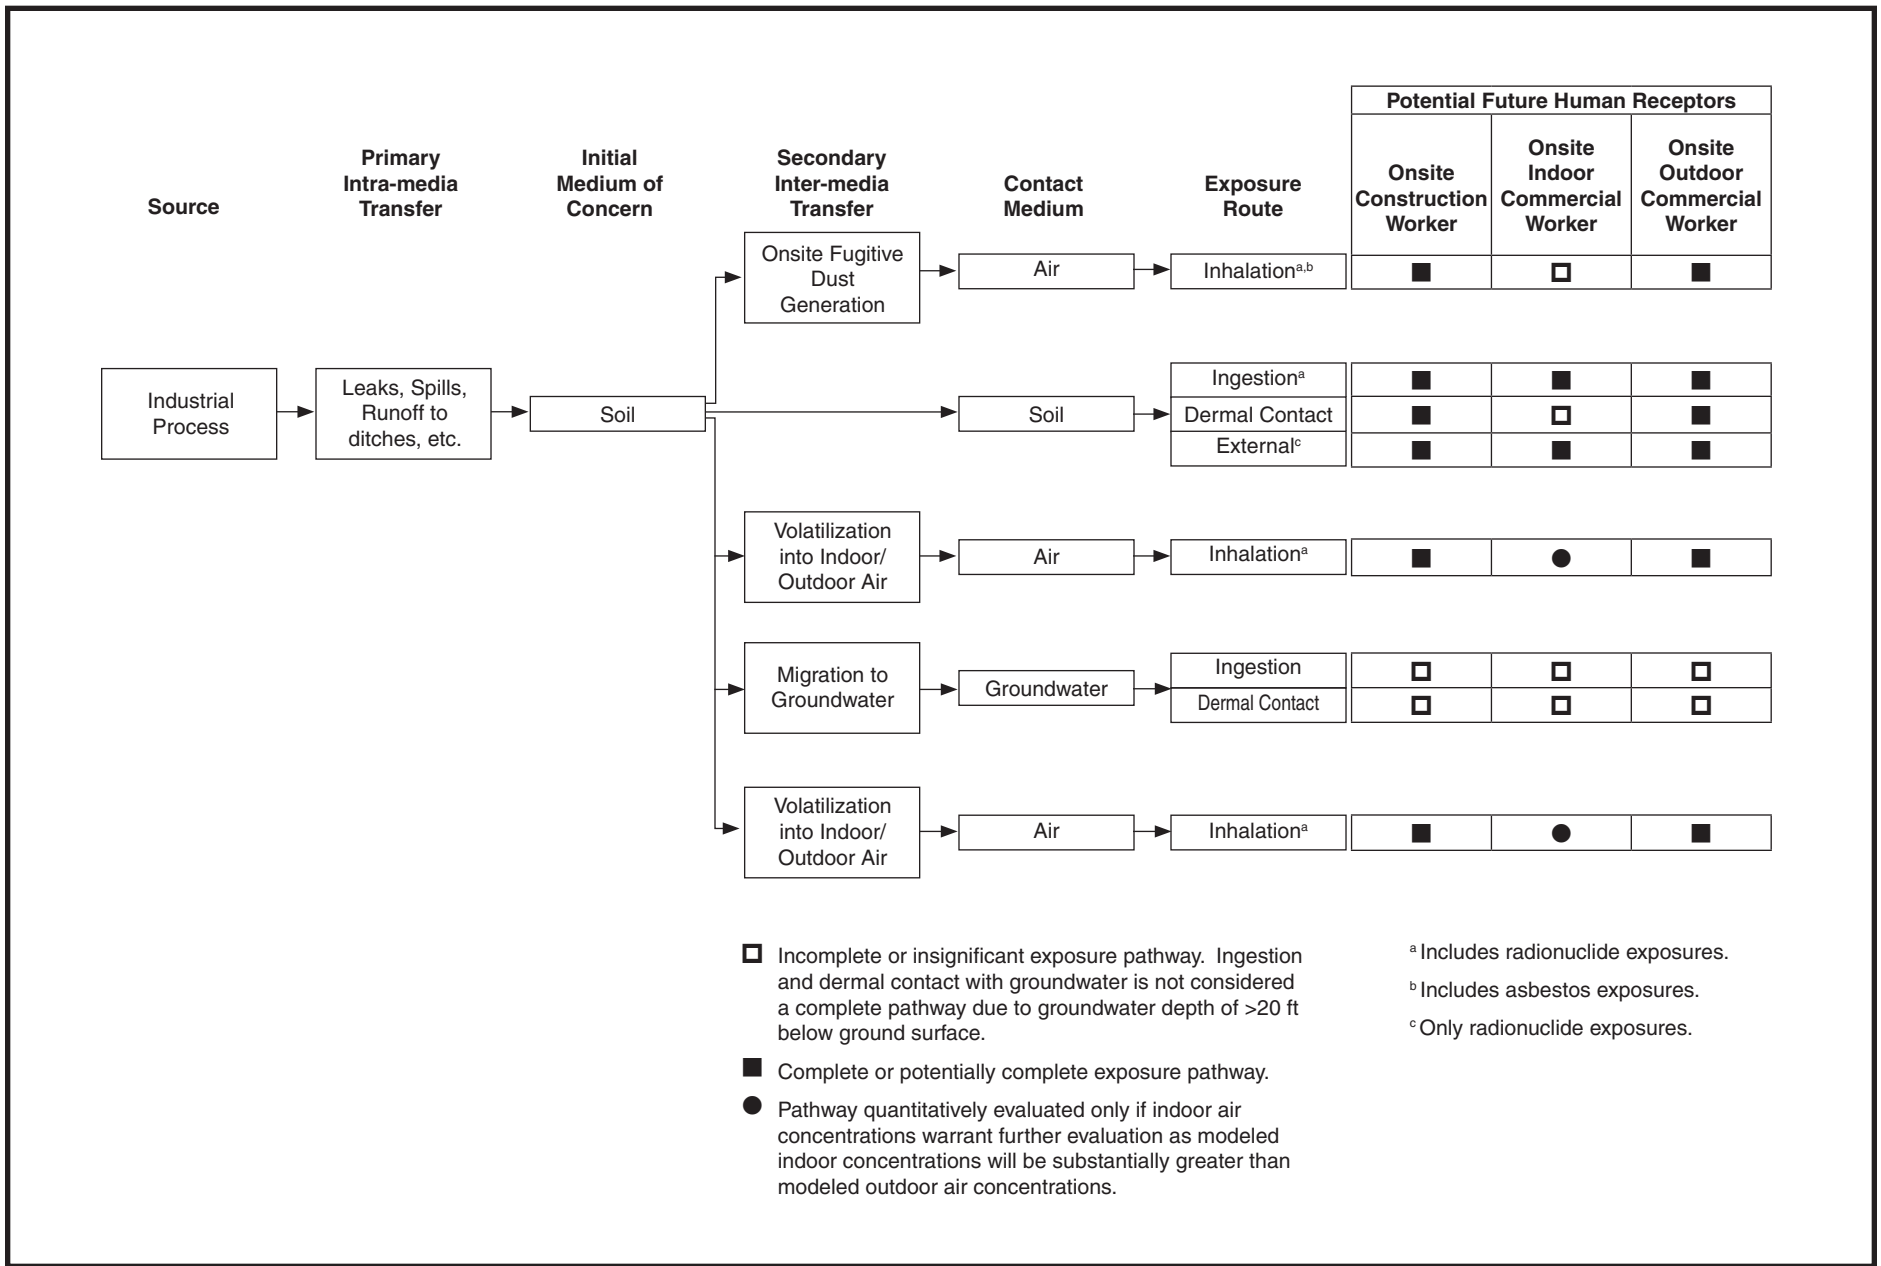 Potential Future Human Receptors
Source
Primary
Intra-media
Transfer
Initial
Medium of
Concern
Secondary
Inter-media
Transfer
Contact
Medium
Exposure
Route
Onsite
Construction
Worker
Onsite
Indoor
Commercial
Worker
Onsite
Outdoor
Commercial
Worker
Onsite Fugitive
Dust
Generation
Air
Inhalationa,b
Industrial
Process
Leaks, Spills,
Runoff to
ditches, etc.
Soil
Soil
Ingestiona
Dermal Contact
Externalc
Volatilization
into Indoor/
Outdoor Air
Air
Inhalationa
Migration to
Groundwater
Groundwater
Ingestion
Dermal Contact
Volatilization
into Indoor/
Outdoor Air
Air
Inhalationa
Incomplete or insignificant exposure pathway. Ingestion
and dermal contact with groundwater is not considered
a complete pathway due to groundwater depth of >20 ft
below ground surface.
Complete or potentially complete exposure pathway.
Pathway quantitatively evaluated only if indoor air
concentrations warrant further evaluation as modeled
indoor concentrations will be substantially greater than
modeled outdoor air concentrations.
a Includes radionuclide exposures.
b Includes asbestos exposures.
c Only radionuclide exposures.